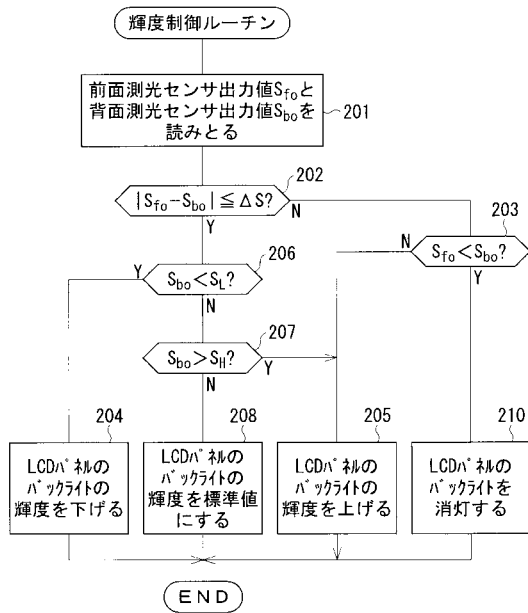 輝度制御ルーチン
前面測光センサ出力値Sfoと
背面測光センサ出力値Sboを
読みとる
201
|Sfo−Sbo|≦ΔS?
202
N
Y
203
N
Sfo<Sbo?
Y
206
Y
Sbo<SL?
N
207
Sbo>SH?
Y
N
204
LCDパネルの
バックライトの
輝度を下げる
208
LCDパネルの
バックライトの
輝度を標準値
にする
205
LCDパネルの
バックライトの
輝度を上げる
210
LCDパネルの
バックライトを
消灯する
END